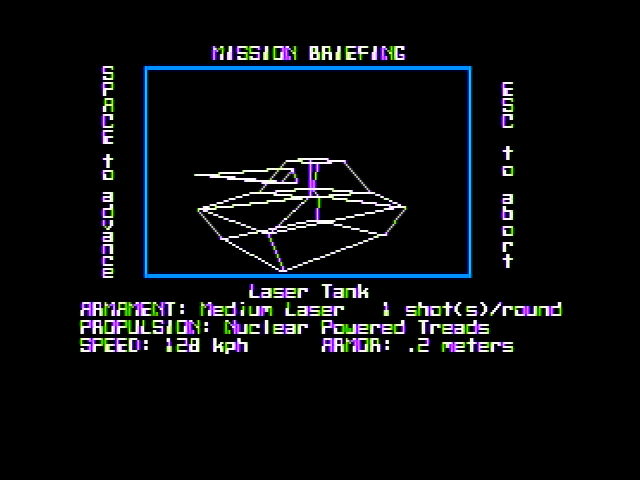 MISSION BRIEFING
SPACE to advance
ESC to abort
Laser Tank
ARMAMENT: Medium Laser 1 shot(s)/round
PROPULSION: Nuclear Powered Treads
SPEED: 128 kph ARMOR: .2 meters